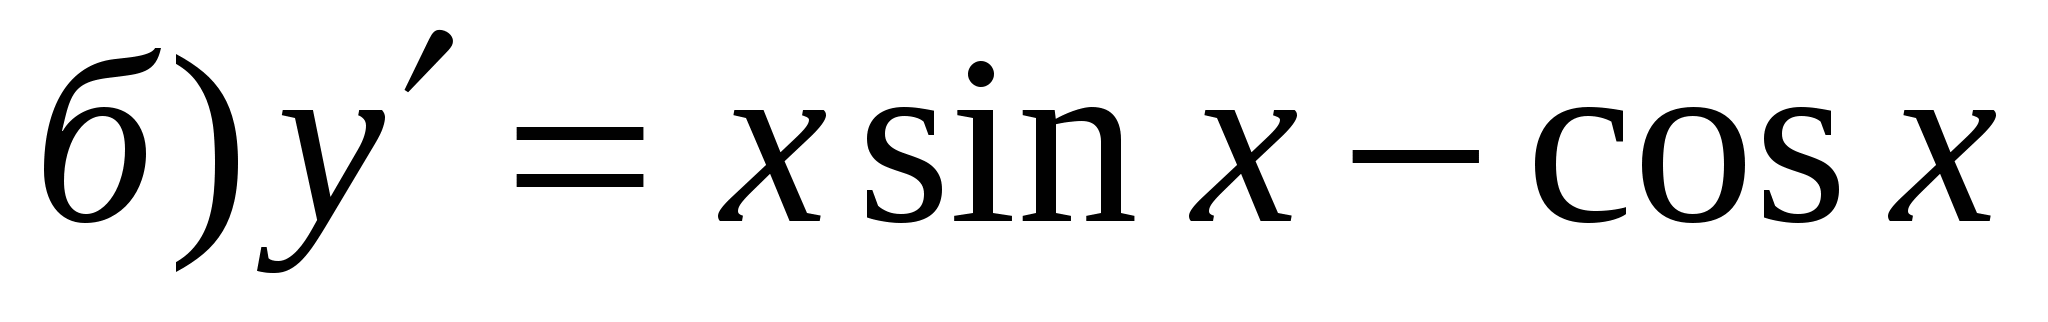 б) y′ = x sin x − cos x